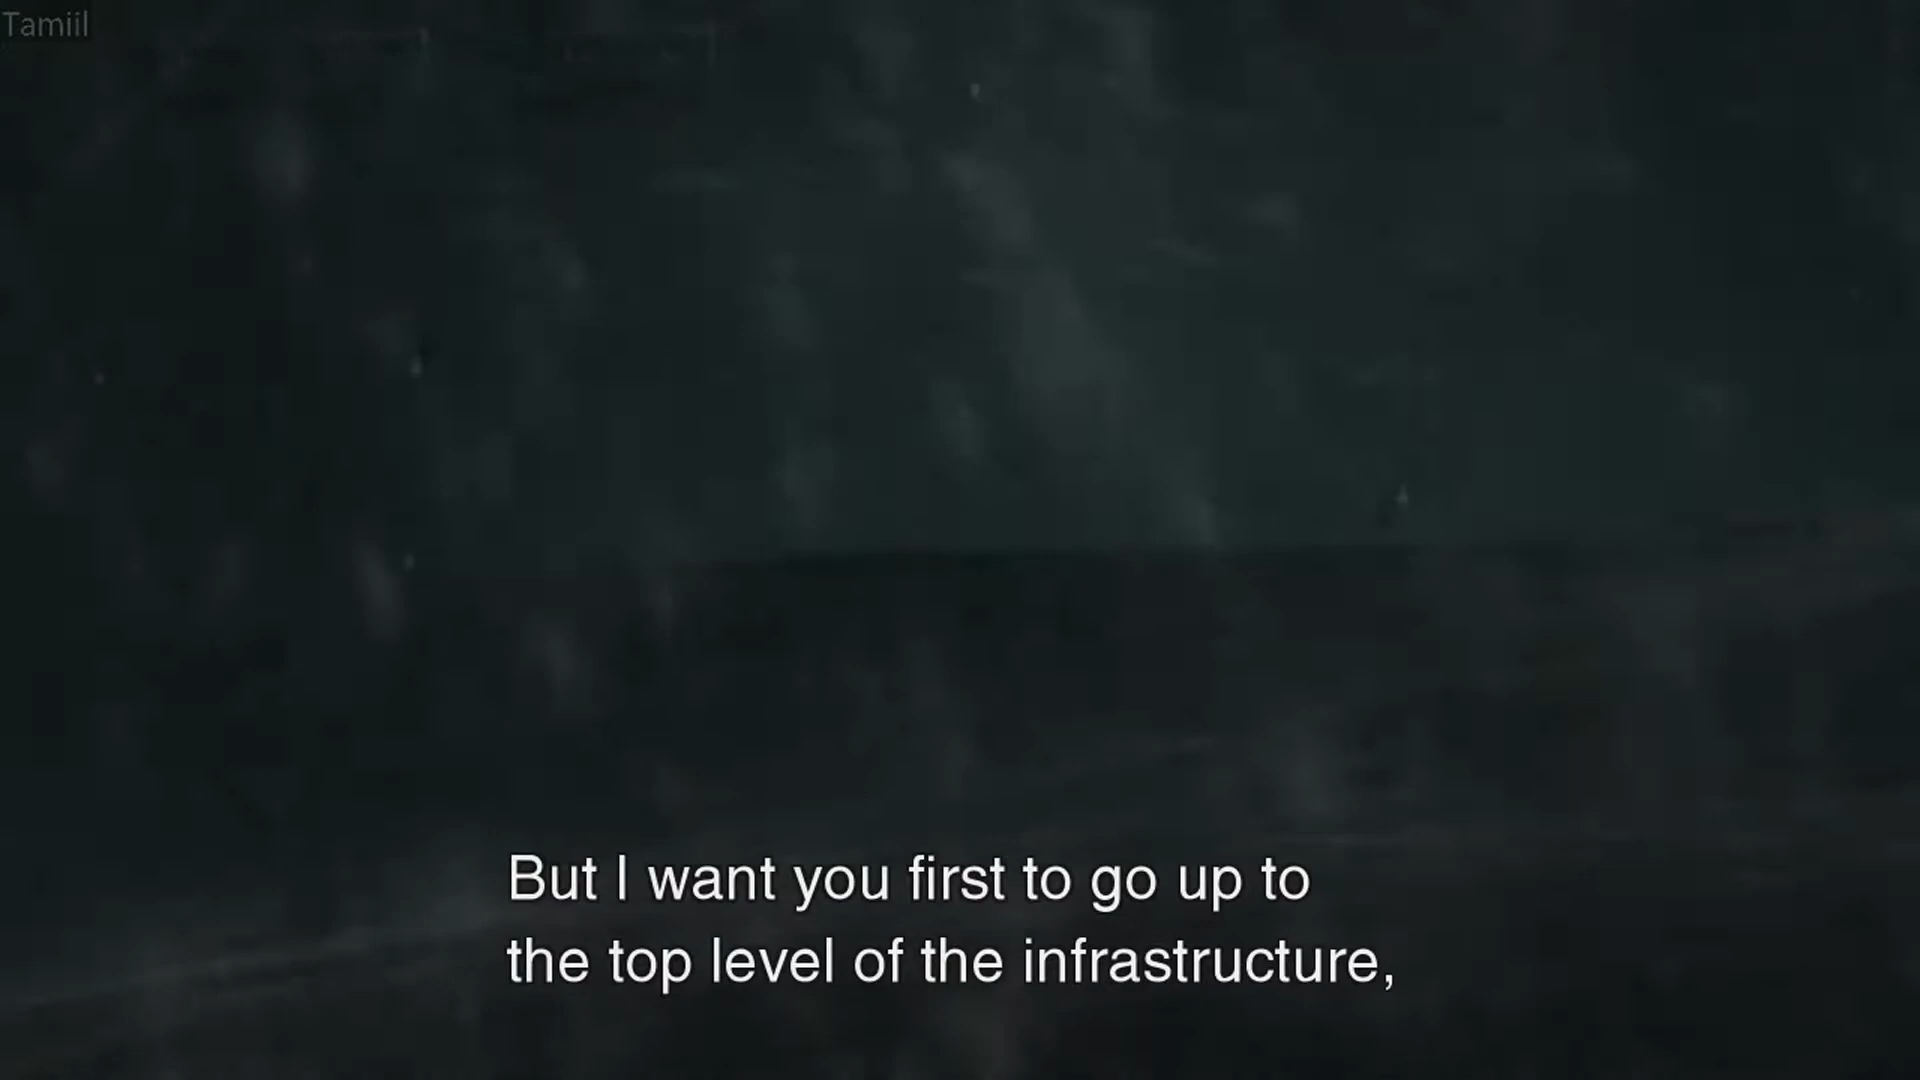 Tamiil
But I want you first to go up to
the top level of the infrastructure,